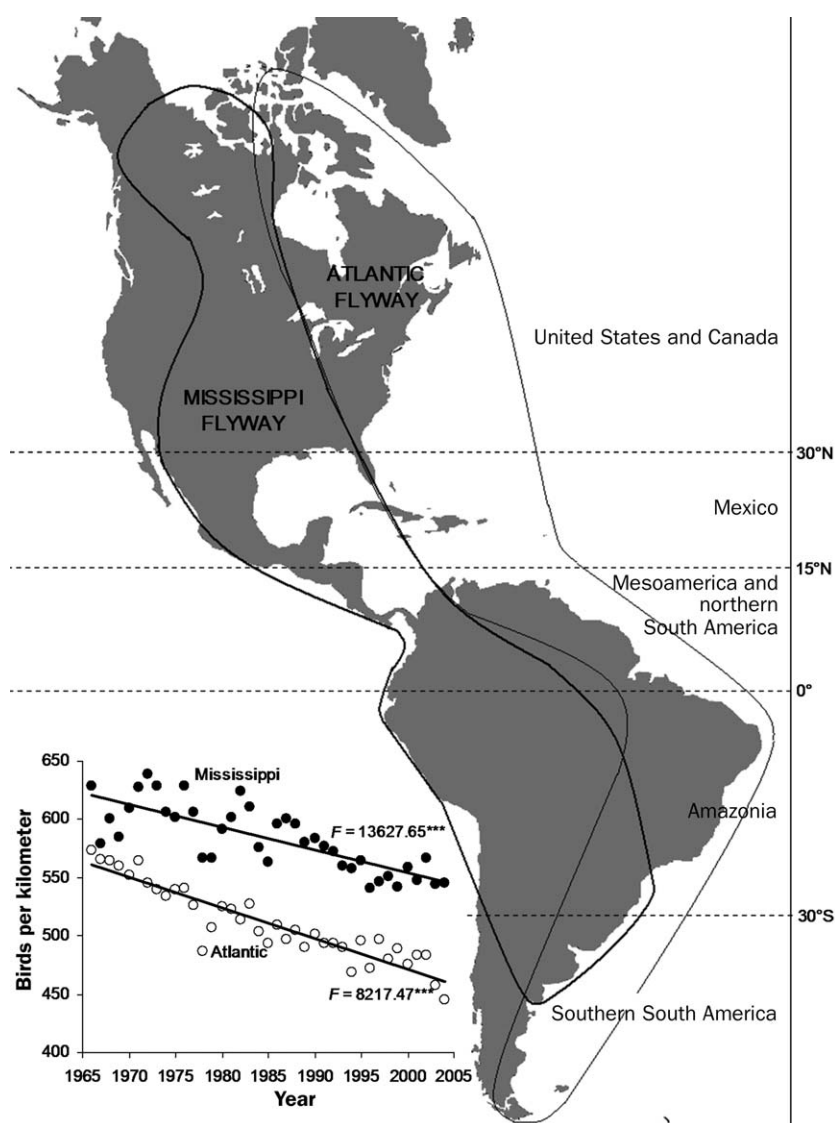 ATLANTIC
FLYWAY
United States and Canada
MISSISSIPPI
FLYWAY
30°N
Mexico
15°N
Mesoamerica and
northern
South America
0°
Amazonia
30°S
Southern South America
650
600
550
500
450
400
Birds per kilometer
Mississippi
F = 13627.65***
Atlantic
F = 8217.47***
1965 1970 1975 1980 1985 1990 1995 2000 2005
Year